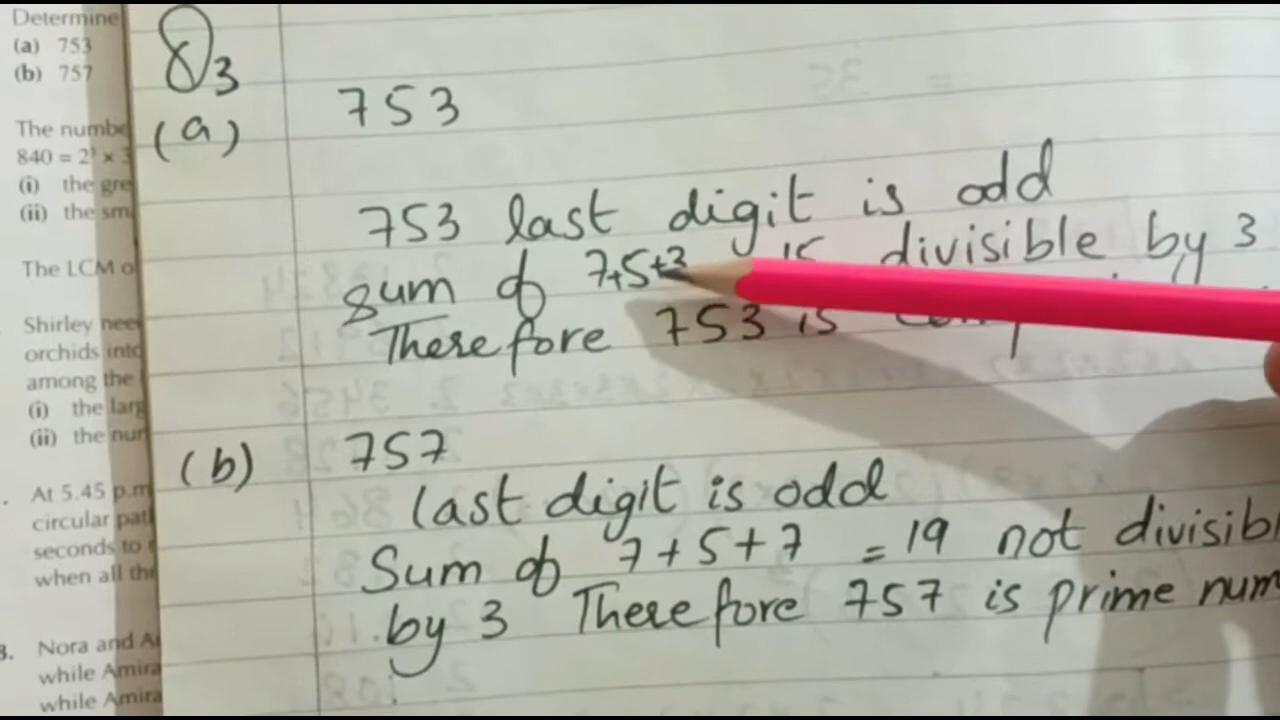 Determine
(a) 753
(b) 757
The numbe
840 = 2³ × 3
(i) the gre
(ii) the sm
The LCM o
Shirley nee
orchids into
among the
(i) the larg
(ii) the nur
At 5.45 p.m
circular pat
seconds to
when all the
3. Nora and A
while Amira
while Amira
Q3
(a) 753
753 last digit is odd
sum of 7+5+3 is divisible by 3
Therefore 753 is
(b) 757
last digit is odd
Sum of 7+5+7 = 19 not divisibl
by 3 Therefore 757 is prime num